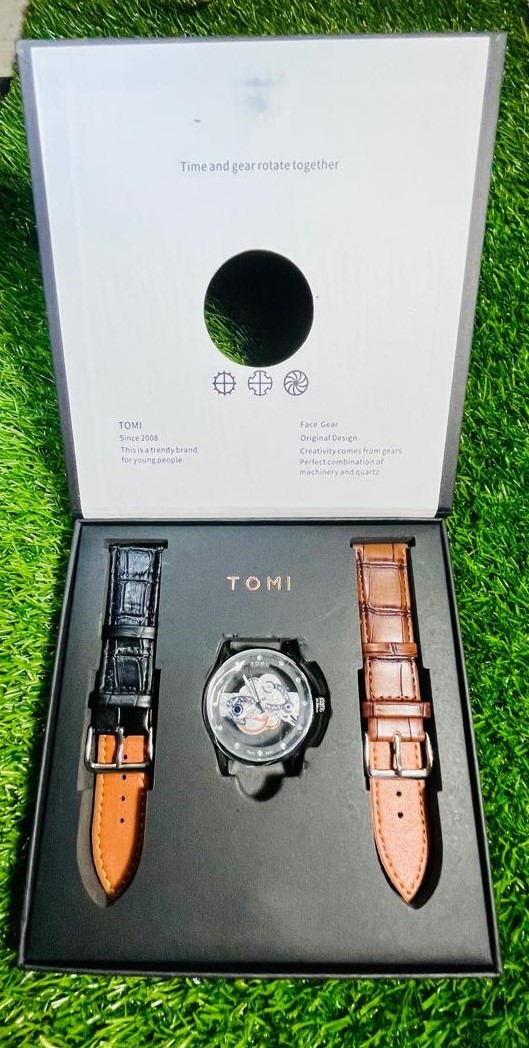 Time and gear rotate together
TOMI
Since 2008
This is a trendy brand
for young people
Face Gear
Original Design
Creativity comes from gears
Perfect combination of
machinery and quartz
TOMI
TOMI